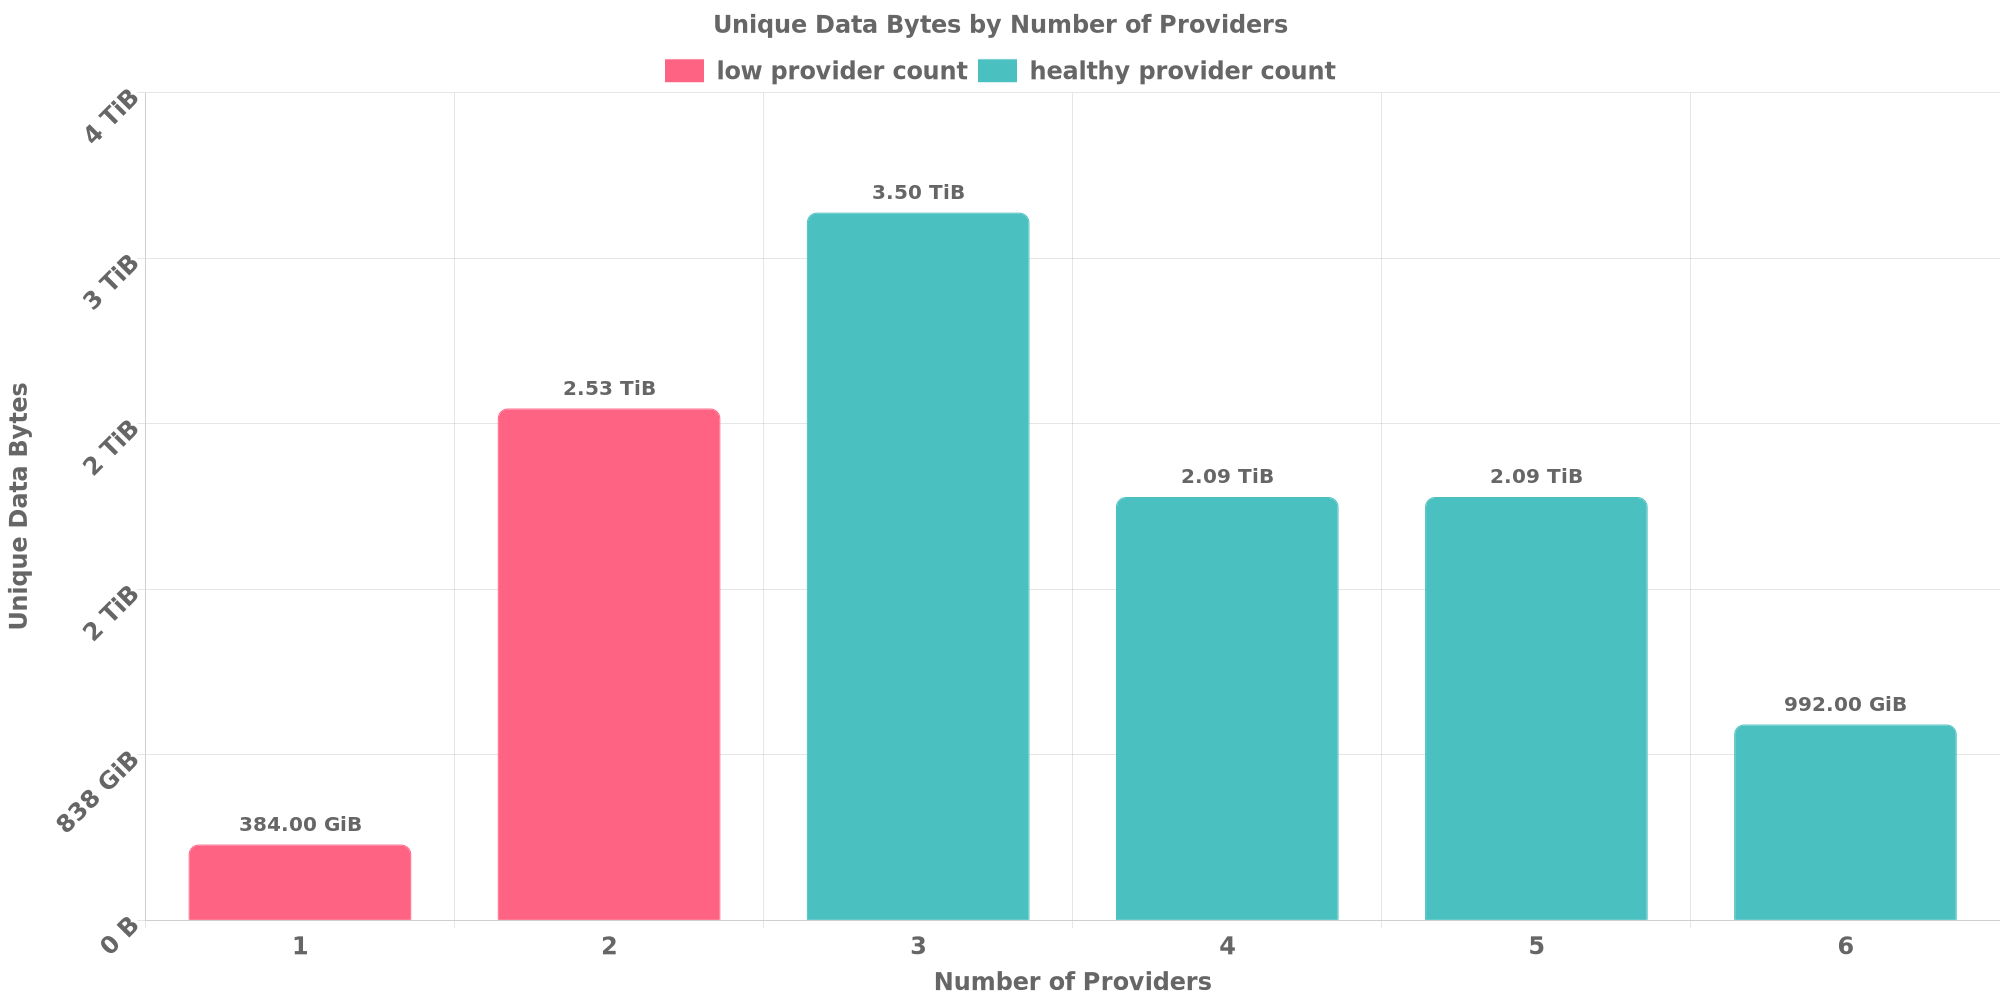 Unique Data Bytes by Number of Providers
low provider count healthy provider count
4 TiB
3 TiB
2 TiB
2 TiB
838 GiB
0 B
Unique Data Bytes
384.00 GiB
2.53 TiB
3.50 TiB
2.09 TiB
2.09 TiB
992.00 GiB
1 2 3 4 5 6
Number of Providers